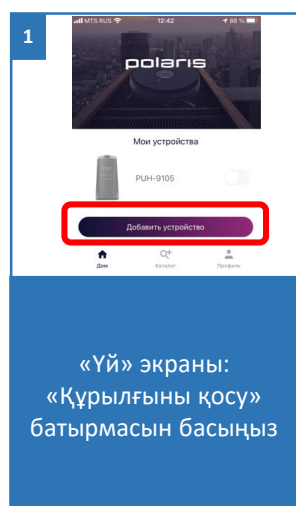 1
MTS RUS 12:42 88 %
polaris
Мои устройства
PUH-9105
Добавить устройство
Дом Каталог Профиль
«Үй» экраны:
«Құрылғыны қосу»
батырмасын басыңыз